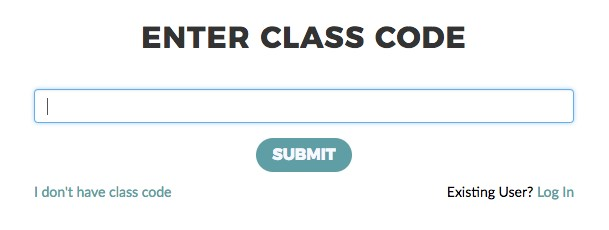 ENTER CLASS CODE
SUBMIT
I don't have class code
Existing User? Log In